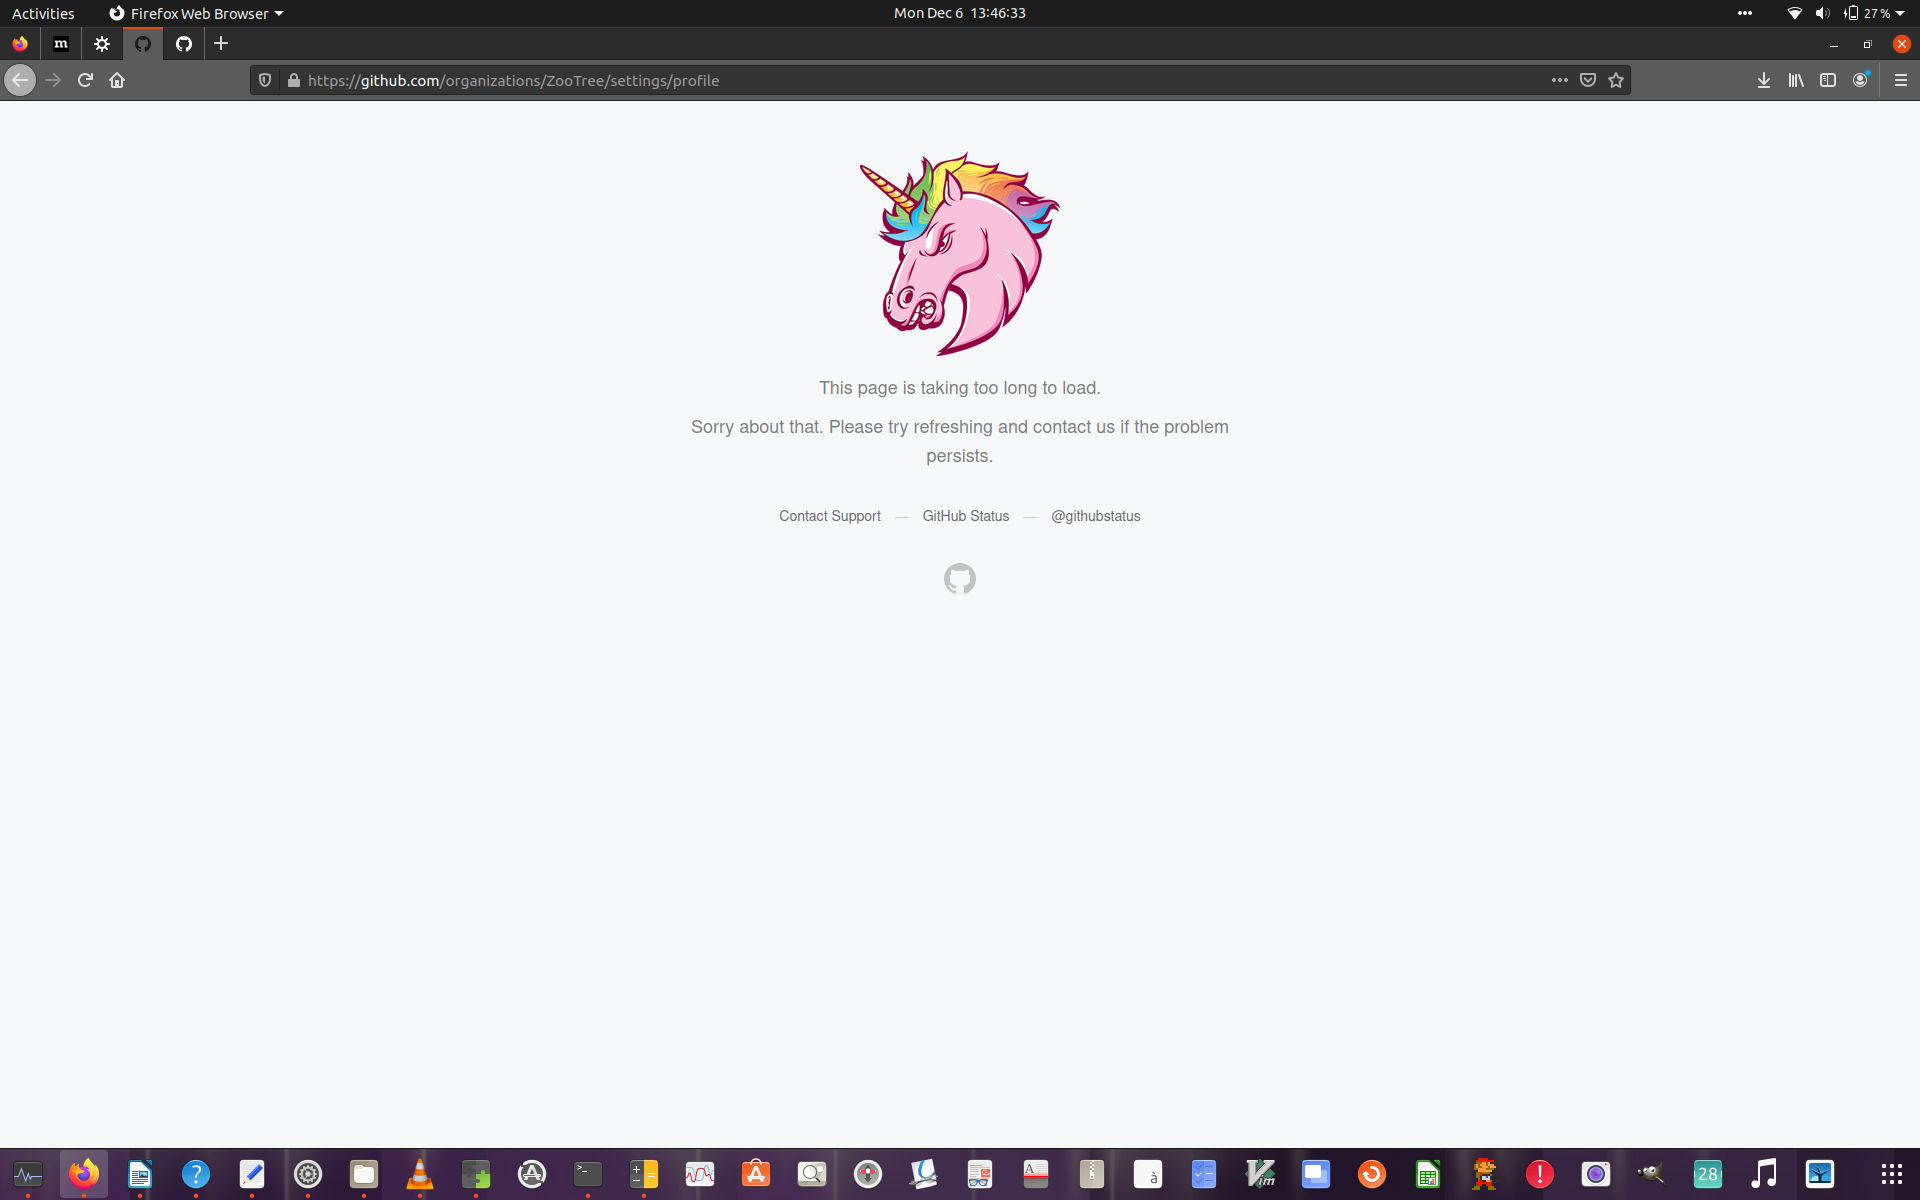 Activities
Firefox Web Browser
Mon Dec 6 13:46:33
27 %
m
https://github.com/organizations/ZooTree/settings/profile
This page is taking too long to load.
Sorry about that. Please try refreshing and contact us if the problem
persists.
Contact Support — GitHub Status — @githubstatus
?
>_
A
à
Vim
!
28